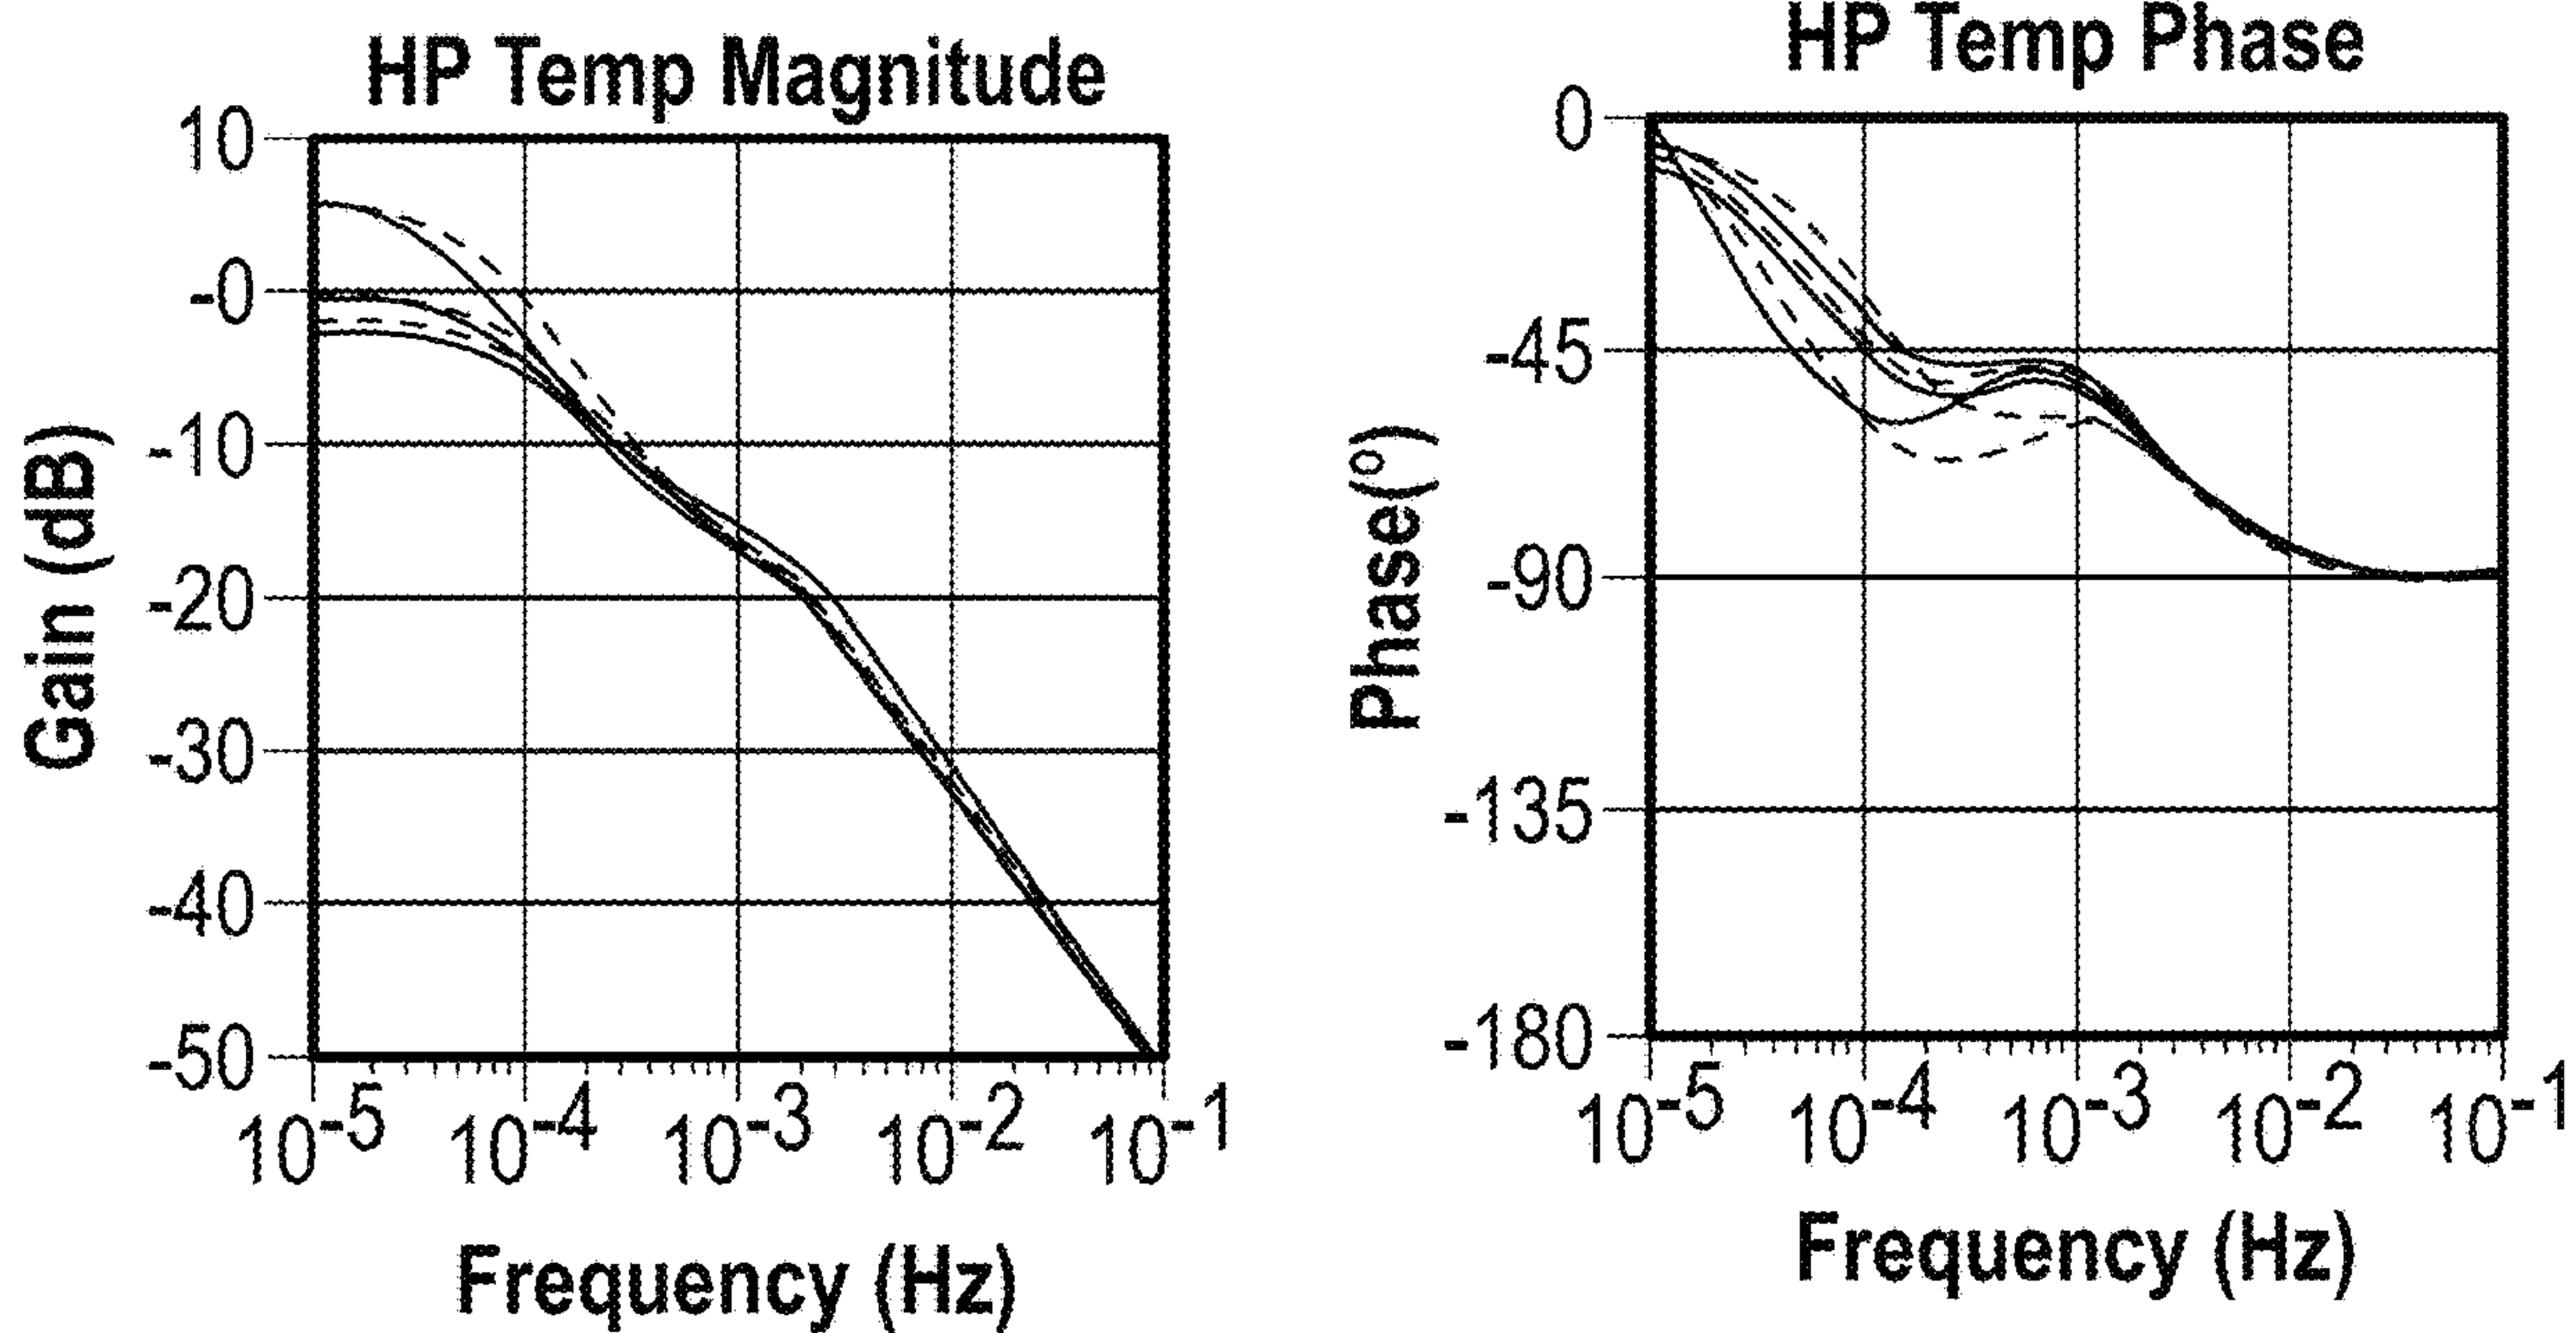 HP Temp Magnitude
10
-0
-10
-20
-30
-40
-50
Gain (dB)
10-5 10-4 10-3 10-2 10-1
Frequency (Hz)
HP Temp Phase
0
-45
-90
-135
-180
Phase(º)
10-5 10-4 10-3 10-2 10-1
Frequency (Hz)